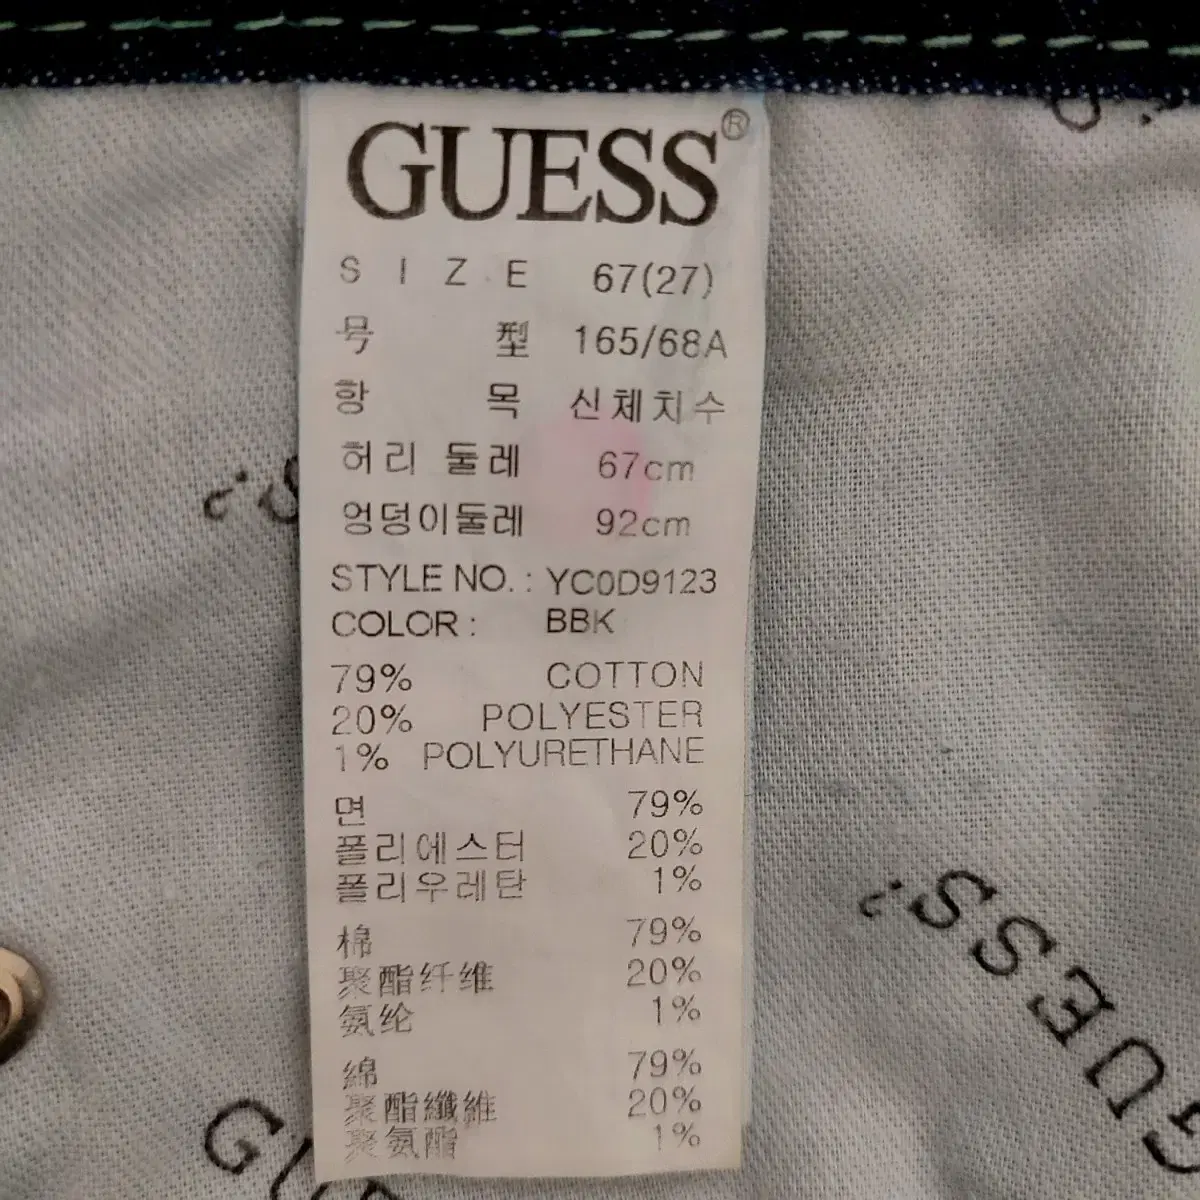 GUESS®
SIZE 67(27)
号型 165/68A
항목 신체치수
허리 둘레 67cm
엉덩이둘레 92cm
STYLE NO.: YC0D9123
COLOR: BBK
79% COTTON
20% POLYESTER
1% POLYURETHANE
면 79%
폴리에스터 20%
폴리우레탄 1%
棉 79%
聚酯纤维 20%
氨纶 1%
綿 79%
聚酯纖維 20%
聚氨酯 1%
GUESS